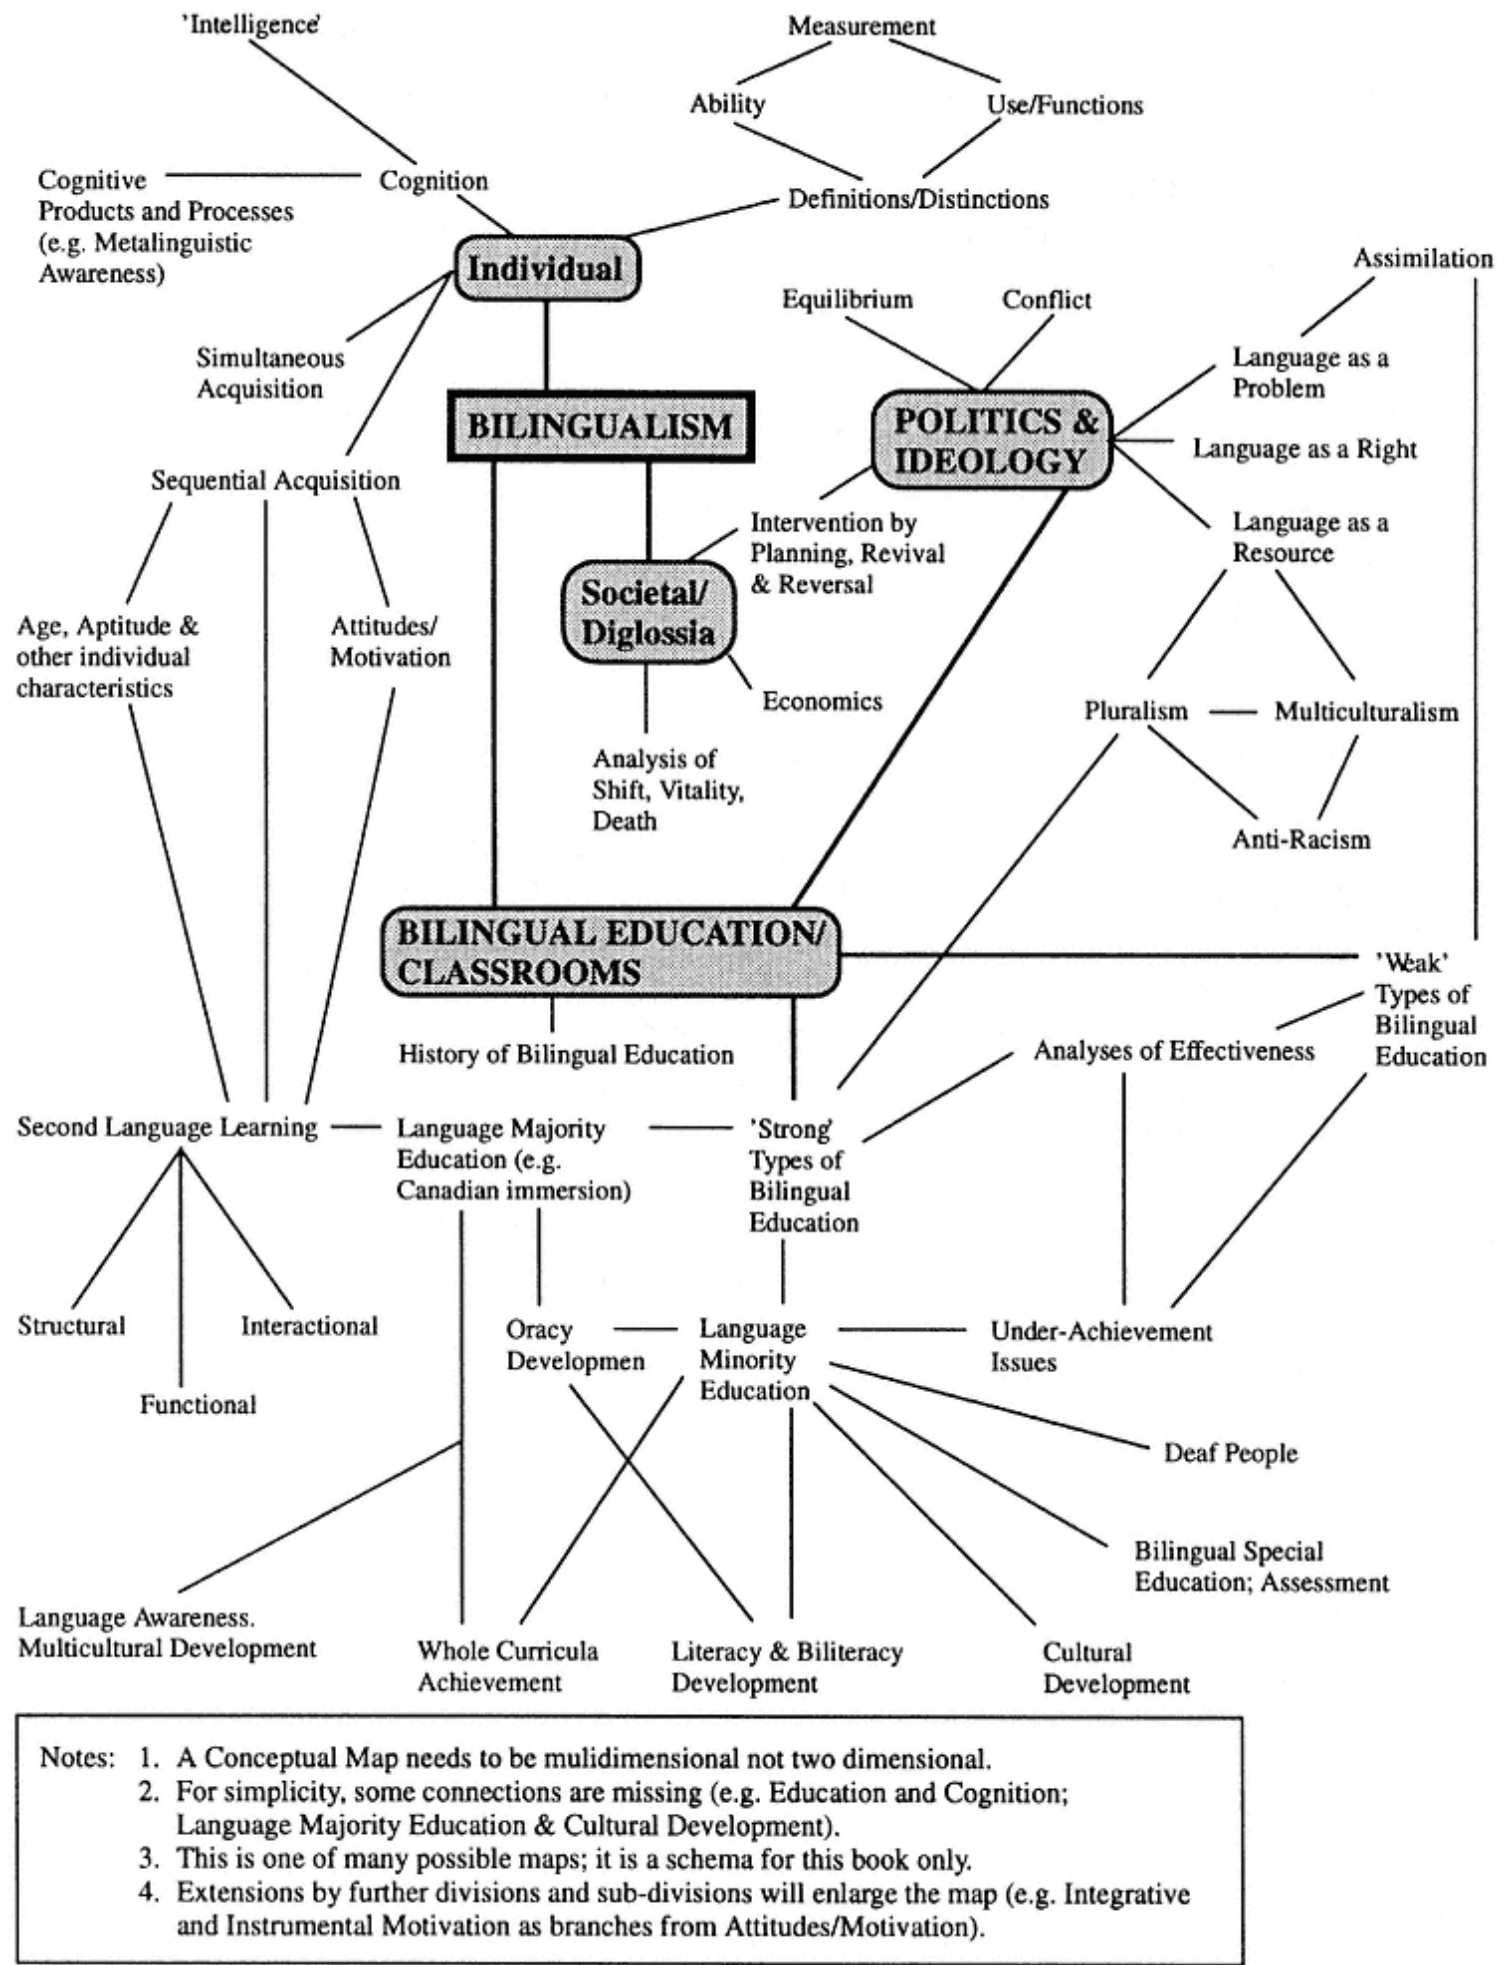 'Intelligence'
Measurement
Ability
Use/Functions
Cognitive
Products and Processes
(e.g. Metalinguistic
Awareness)
Cognition
Definitions/Distinctions
Individual
Assimilation
Equilibrium
Conflict
Simultaneous
Acquisition
Language as a
Problem
BILINGUALISM
POLITICS &
IDEOLOGY
Language as a Right
Sequential Acquisition
Intervention by
Planning, Revival
& Reversal
Language as a
Resource
Societal/
Diglossia
Age, Aptitude &
other individual
characteristics
Attitudes/
Motivation
Economics
Pluralism
Multiculturalism
Analysis of
Shift, Vitality,
Death
Anti-Racism
BILINGUAL EDUCATION/
CLASSROOMS
'Weak'
Types of
Bilingual
Education
History of Bilingual Education
Analyses of Effectiveness
Second Language Learning
Language Majority
Education (e.g.
Canadian immersion)
'Strong'
Types of
Bilingual
Education
Structural
Interactional
Functional
Oracy
Developmen
Language
Minority
Education
Under-Achievement
Issues
Deaf People
Bilingual Special
Education; Assessment
Language Awareness.
Multicultural Development
Whole Curricula
Achievement
Literacy & Biliteracy
Development
Cultural
Development
Notes: 1. A Conceptual Map needs to be mulidimensional not two dimensional.
2. For simplicity, some connections are missing (e.g. Education and Cognition;
Language Majority Education & Cultural Development).
3. This is one of many possible maps; it is a schema for this book only.
4. Extensions by further divisions and sub-divisions will enlarge the map (e.g. Integrative
and Instrumental Motivation as branches from Attitudes/Motivation).